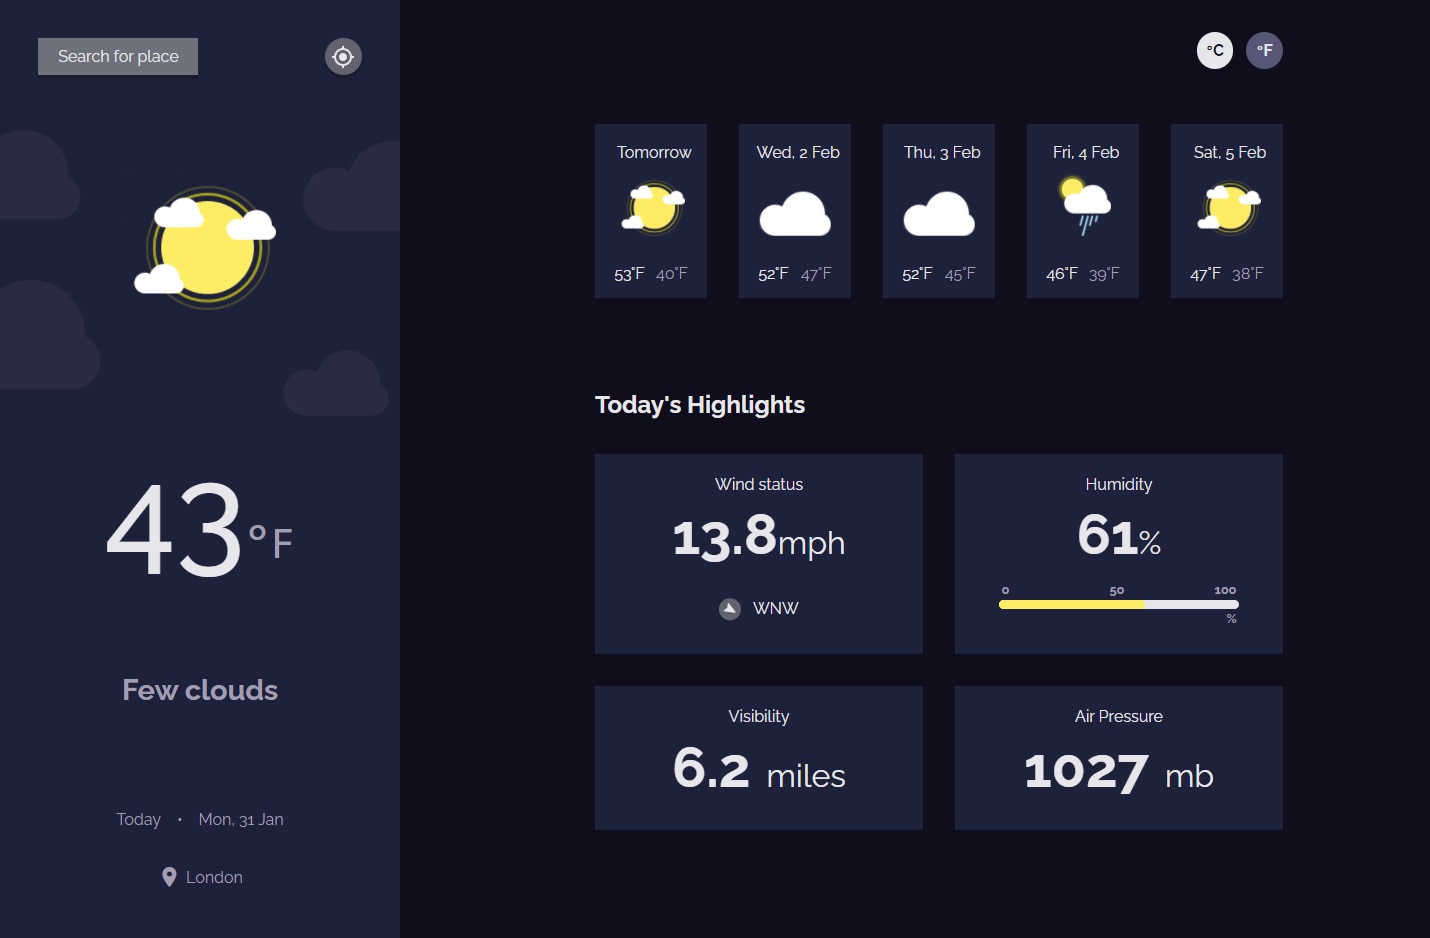 Search for place
°C °F
Tomorrow
53°F 40°F
Wed, 2 Feb
52°F 47°F
Thu, 3 Feb
52°F 45°F
Fri, 4 Feb
46°F 39°F
Sat, 5 Feb
47°F 38°F
43°F
Few clouds
Today • Mon, 31 Jan
London
Today's Highlights
Wind status
13.8mph
WNW
Humidity
61%
0 50 100
%
Visibility
6.2 miles
Air Pressure
1027 mb